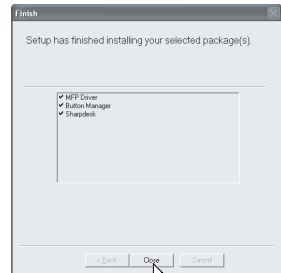 Finish
Setup has finished installing your selected package(s).
MFP Driver
Button Manager
Sharpdesk
< Back
Close
Cancel